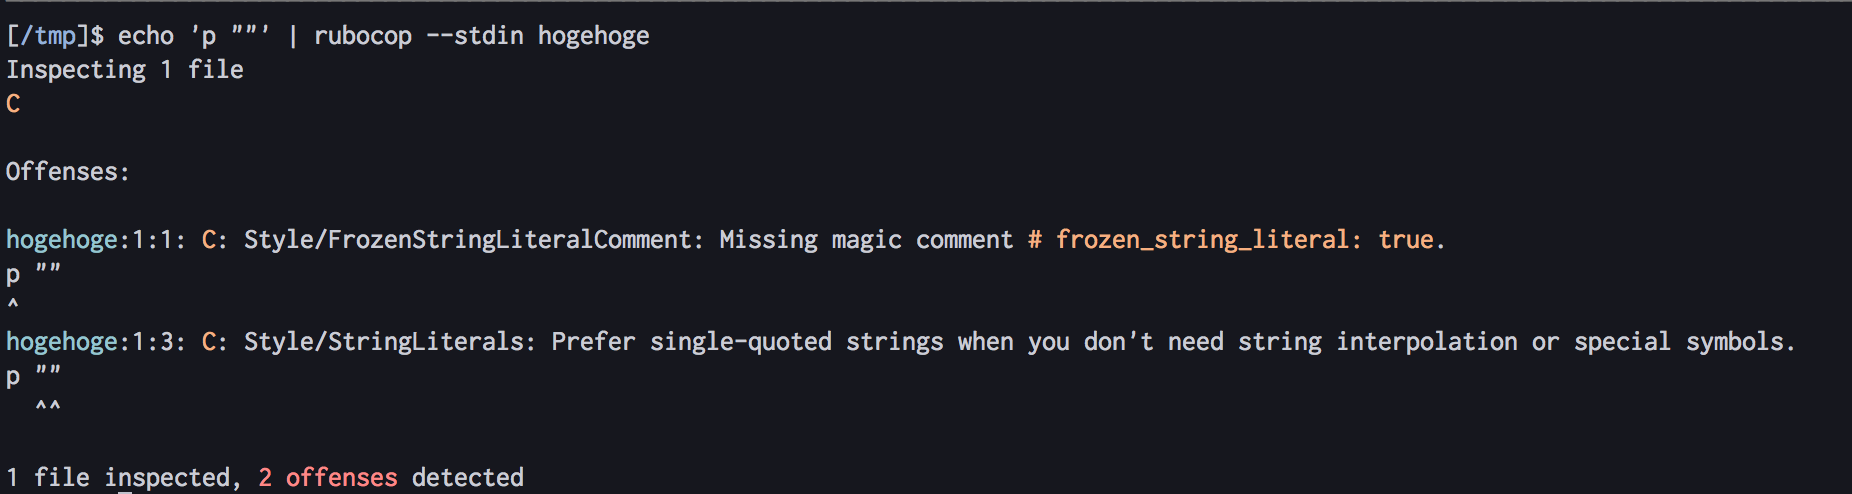 [/tmp]$ echo 'p ""' | rubocop --stdin hogehoge
Inspecting 1 file
C
Offenses:
hogehoge:1:1: C: Style/FrozenStringLiteralComment: Missing magic comment # frozen_string_literal: true.
p ""
^
hogehoge:1:3: C: Style/StringLiterals: Prefer single-quoted strings when you don't need string interpolation or special symbols.
p ""
  ^^
1 file inspected, 2 offenses detected